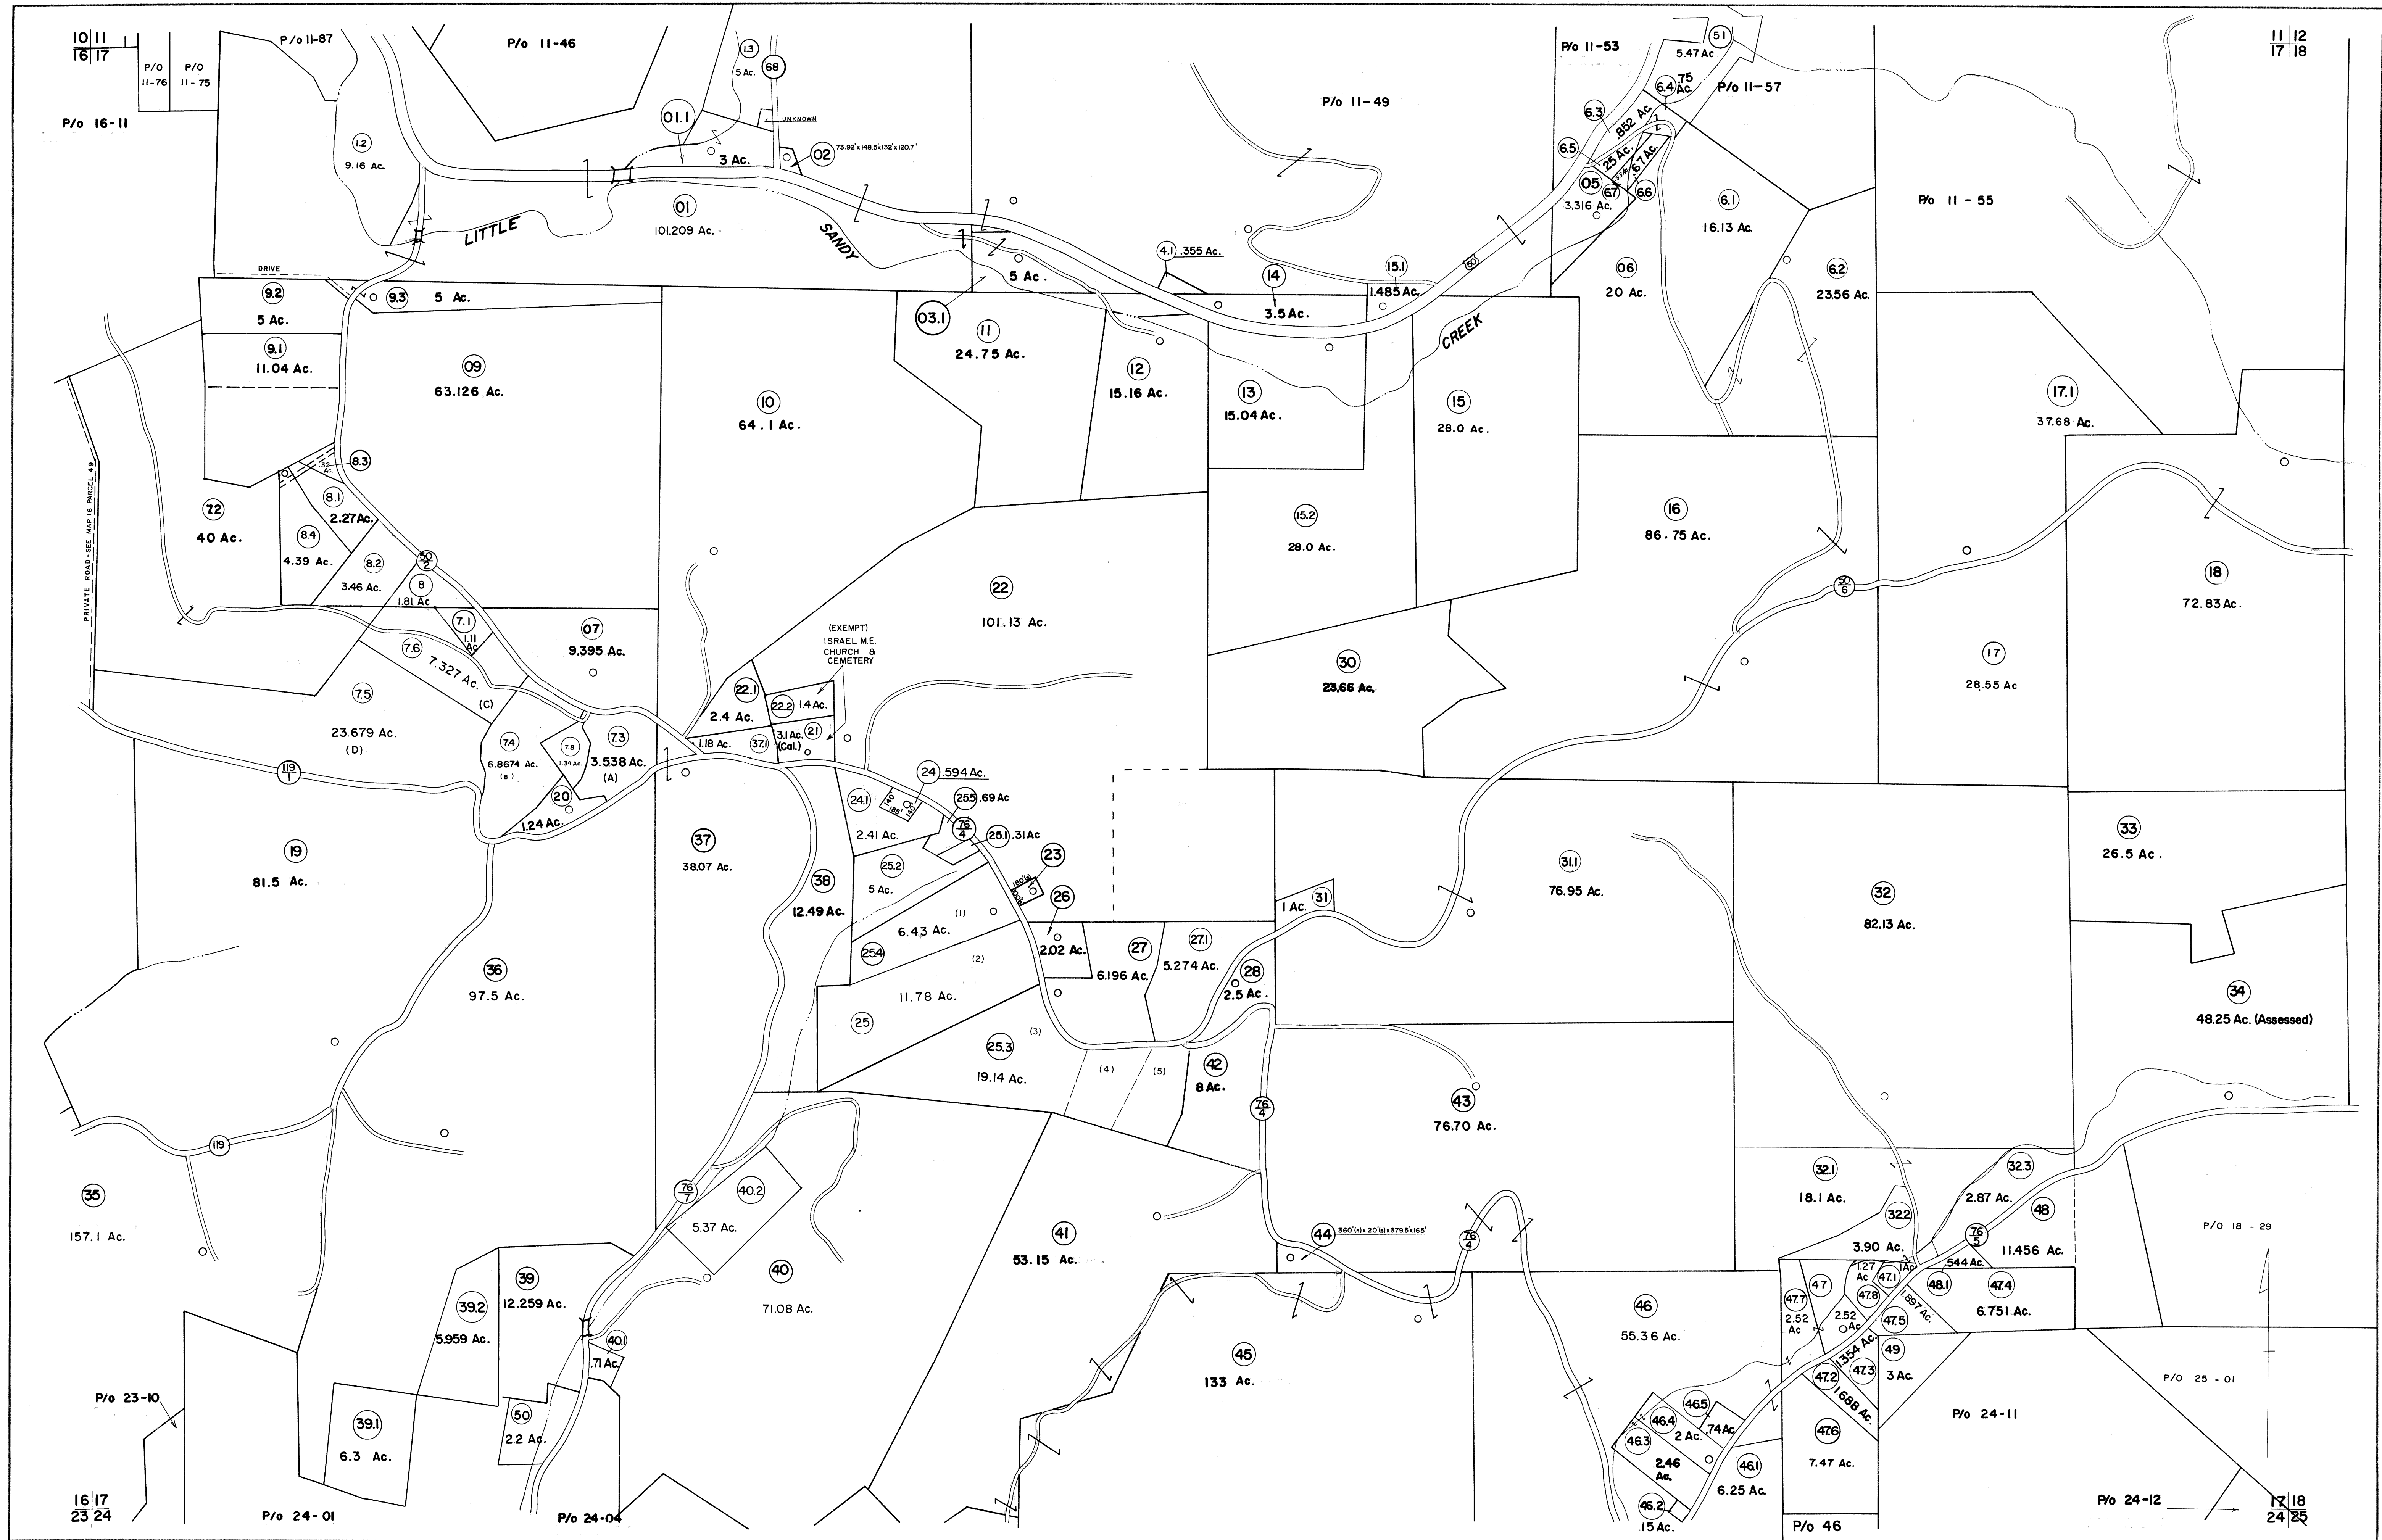 10 11
16 17
P/O 11-76
P/O 11-75
P/o 16-11
P/o 11-87
P/o 11-46
1.3
5 Ac.
68
UNKNOWN
01.1
3 Ac.
02
73.92'x148.5'x132'x120.7'
1.2
9.16 Ac.
01
101.209 Ac.
LITTLE
SANDY
CREEK
P/o 11-49
P/o 11-53
51
5.47 Ac
6.4
.75 Ac.
P/o 11-57
6.3
.852 Ac.
6.5
.25 Ac.
.67 Ac.
05
6.7
6.6
3.316 Ac.
6.1
16.13 Ac.
P/o 11-55
11 12
17 18
DRIVE
9.2
5 Ac.
9.3
5 Ac.
9.1
11.04 Ac.
09
63.126 Ac.
10
64.1 Ac.
03.1
5 Ac.
11
24.75 Ac.
12
15.16 Ac.
4.1
.355 Ac.
14
3.5 Ac.
15.1
1.485 Ac.
50
13
15.04 Ac.
15
28.0 Ac.
06
20 Ac.
6.2
23.56 Ac.
17.1
37.68 Ac.
PRIVATE ROAD-SEE MAP 16 PARCEL 49
72
40 Ac.
.32 Ac.
8.3
8.1
2.27 Ac.
8.4
4.39 Ac.
8.2
3.46 Ac.
50
2
8
1.81 Ac
7.1
1.11 Ac
07
9.395 Ac.
7.6
7.327 Ac.
(C)
7.5
23.679 Ac.
(D)
7.4
6.8674 Ac.
(B)
7.8
1.34 Ac.
7.3
3.538 Ac.
(A)
20
1.24 Ac.
119
1
15.2
28.0 Ac.
16
86.75 Ac.
50
6
18
72.83 Ac.
17
28.55 Ac
22
101.13 Ac.
(EXEMPT)
ISRAEL M.E.
CHURCH &
CEMETERY
22.1
2.4 Ac.
22.2
1.4 Ac.
1.18 Ac.
37.1
3.1 Ac.
(Cal.)
21
30
23.66 Ac.
24
.594 Ac.
24.1
140'
185'
140'
2.41 Ac.
25.5
.69 Ac
76
4
25.1
.31 Ac
23
150'(s)
25.2
5 Ac.
(1)
6.43 Ac.
25.4
(2)
11.78 Ac.
25
(3)
25.3
19.14 Ac.
(4)
(5)
26
2.02 Ac.
27
6.196 Ac.
27.1
5.274 Ac.
28
2.5 Ac.
1 Ac.
31
31.1
76.95 Ac.
32
82.13 Ac.
33
26.5 Ac.
34
48.25 Ac. (Assessed)
19
81.5 Ac.
36
97.5 Ac.
37
38.07 Ac.
38
12.49 Ac.
42
8 Ac.
76
4
43
76.70 Ac.
119
35
157.1 Ac.
76
7
40.2
5.37 Ac.
40
71.08 Ac.
41
53.15 Ac.
44
360'(s)x20'(s)x379.5'x165'
76
4
32.1
18.1 Ac.
32.2
3.90 Ac.
32.3
2.87 Ac.
48
11.456 Ac.
76
5
.544 Ac.
P/O 18-29
39
12.259 Ac.
39.2
5.959 Ac.
39.1
6.3 Ac.
50
2.2 Ac.
40.1
.71 Ac.
45
133 Ac.
46
55.36 Ac.
47.7
2.52 Ac
47
1.27 Ac
47.8
47.1
1 Ac
2.52 Ac
48.1
1.897 Ac.
47.5
47.4
6.751 Ac.
1.354 Ac.
47.3
49
3 Ac.
47.2
1.688 Ac.
47.6
7.47 Ac.
46.5
.74 Ac
46.4
2 Ac.
46.3
2.46 Ac.
46.1
6.25 Ac.
46.2
.15 Ac.
P/o 46
P/O 25-01
P/o 24-11
P/o 24-12
17 18
24 25
P/o 23-10
16 17
23 24
P/o 24-01
P/o 24-04